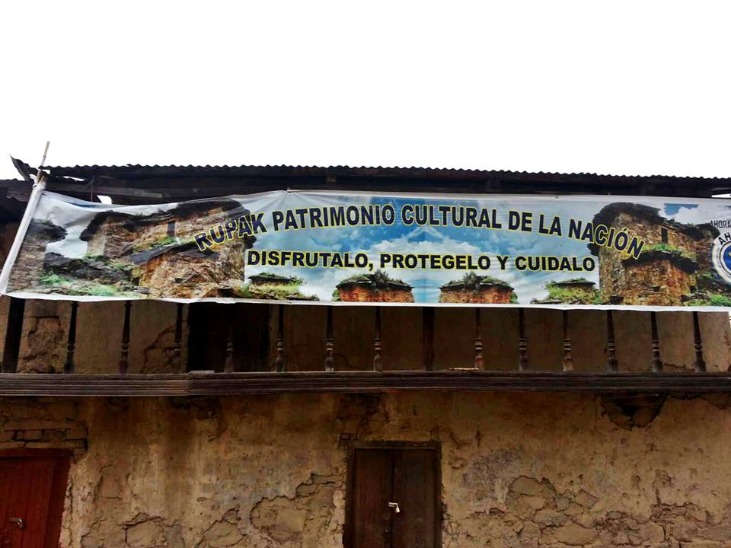 RUPAK PATRIMONIO CULTURAL DE LA NACIÓN
DISFRUTALO, PROTEGELO Y CUIDALO